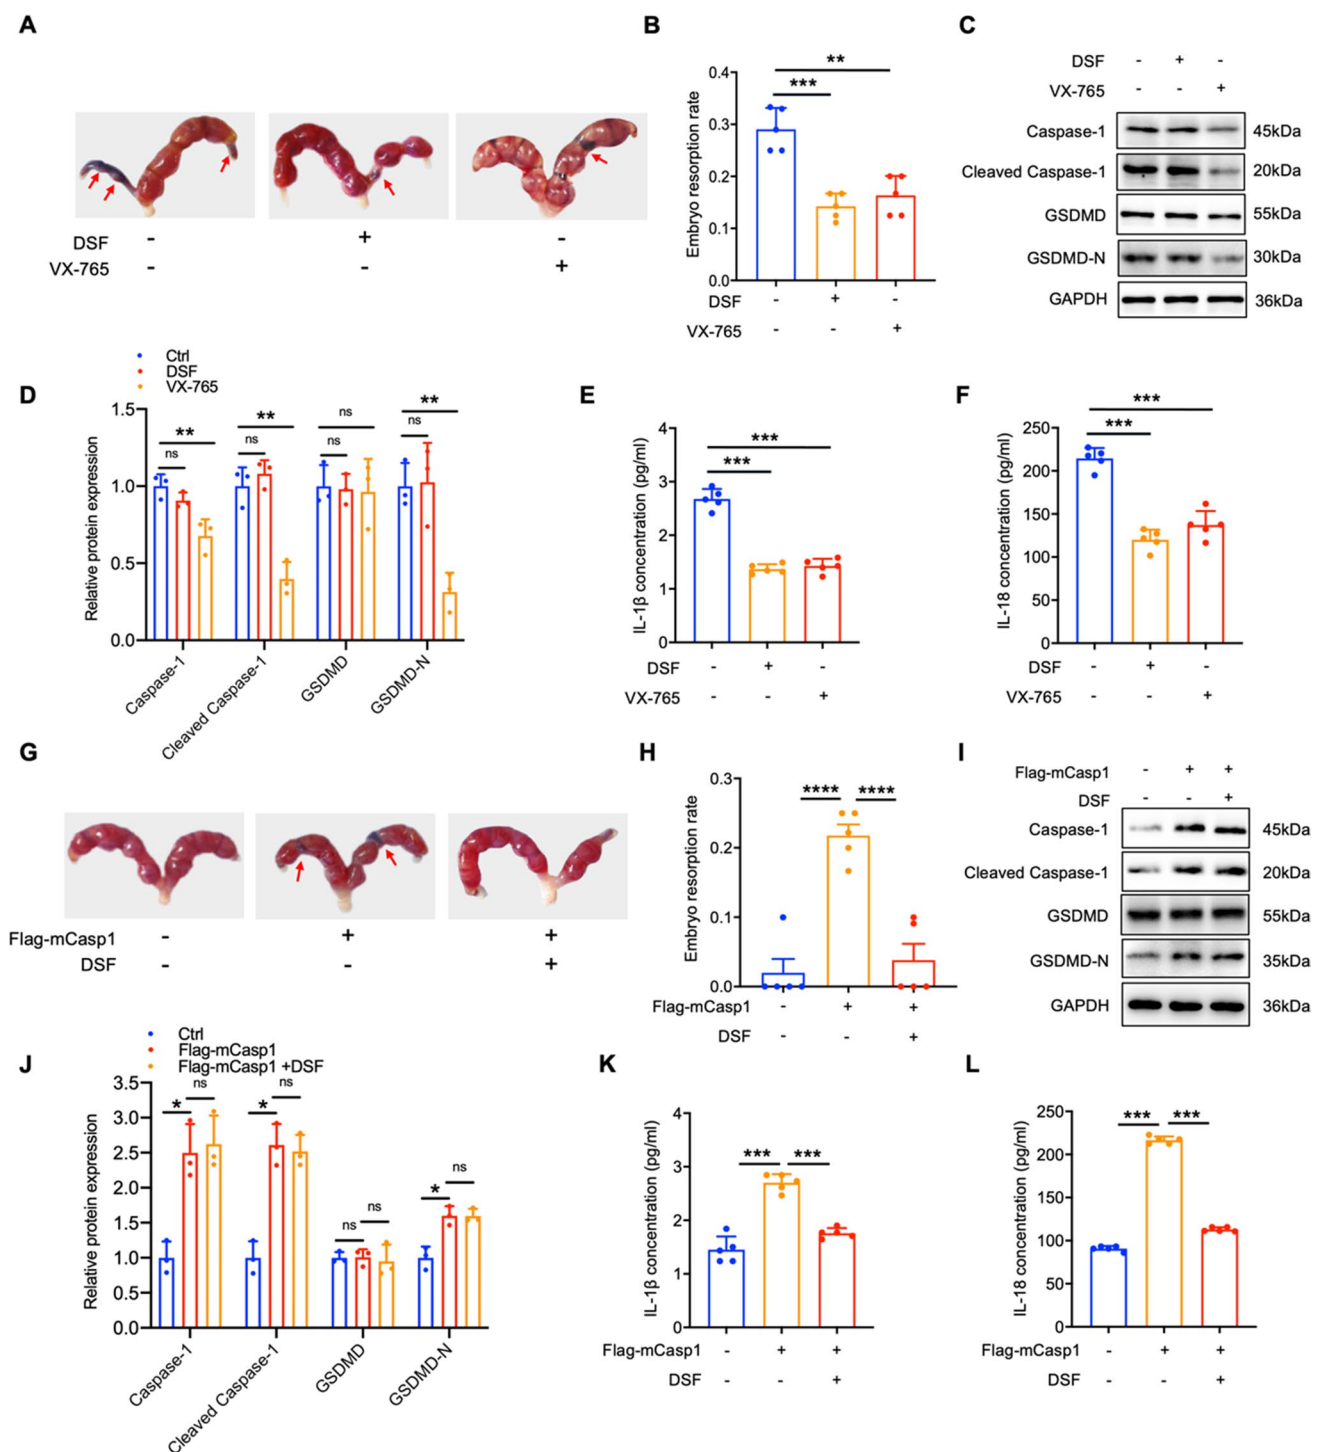 A
DSF - + -
VX-765 - - +
B
Embryo resorption rate
0.4
0.3
0.2
0.1
0.0
**
***
DSF - + -
VX-765 - - +
C
DSF - + -
VX-765 - - +
Caspase-1 45kDa
Cleaved Caspase-1 20kDa
GSDMD 55kDa
GSDMD-N 30kDa
GAPDH 36kDa
D
Ctrl
DSF
VX-765
Relative protein expression
1.5
1.0
0.5
0.0
** ** ns **
ns ns ns ns
Caspase-1
Cleaved Caspase-1
GSDMD
GSDMD-N
E
IL-1β concentration (pg/ml)
4
3
2
1
0
***
***
DSF - + -
VX-765 - - +
F
IL-18 concentration (pg/ml)
250
200
150
100
50
0
***
***
DSF - + -
VX-765 - - +
G
Flag-mCasp1 - + +
DSF - - +
H
Embryo resorption rate
0.3
0.2
0.1
0.0
**** ****
Flag-mCasp1 - + +
DSF - - +
I
Flag-mCasp1 - + +
DSF - - +
Caspase-1 45kDa
Cleaved Caspase-1 20kDa
GSDMD 55kDa
GSDMD-N 35kDa
GAPDH 36kDa
J
Ctrl
Flag-mCasp1
Flag-mCasp1 +DSF
Relative protein expression
3.5
3.0
2.5
2.0
1.5
1.0
0.5
0.0
* ns * ns ns ns * ns
Caspase-1
Cleaved Caspase-1
GSDMD
GSDMD-N
K
IL-1β concentration (pg/ml)
4
3
2
1
0
*** ***
Flag-mCasp1 - + +
DSF - - +
L
IL-18 concentration (pg/ml)
250
200
150
100
50
0
*** ***
Flag-mCasp1 - + +
DSF - - +